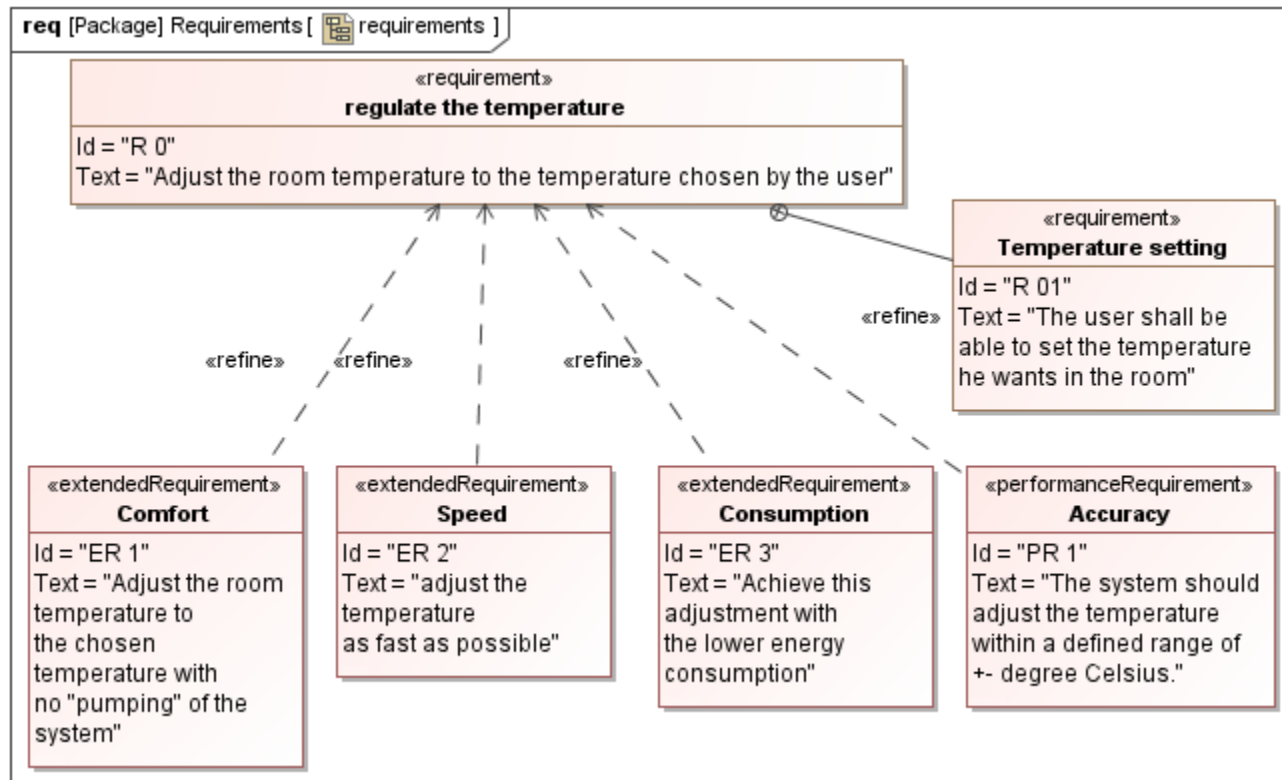 req [Package] Requirements [ requirements ]
«requirement»
regulate the temperature
Id = "R 0"
Text = "Adjust the room temperature to the temperature chosen by the user"
«requirement»
Temperature setting
Id = "R 01"
Text = "The user shall be
able to set the temperature
he wants in the room"
«refine»
«refine»
«refine»
«refine»
«extendedRequirement»
Comfort
Id = "ER 1"
Text = "Adjust the room
temperature to
the chosen
temperature with
no "pumping" of the
system"
«extendedRequirement»
Speed
Id = "ER 2"
Text = "adjust the
temperature
as fast as possible"
«extendedRequirement»
Consumption
Id = "ER 3"
Text = "Achieve this
adjustment with
the lower energy
consumption"
«performanceRequirement»
Accuracy
Id = "PR 1"
Text = "The system should
adjust the temperature
within a defined range of
+- degree Celsius."